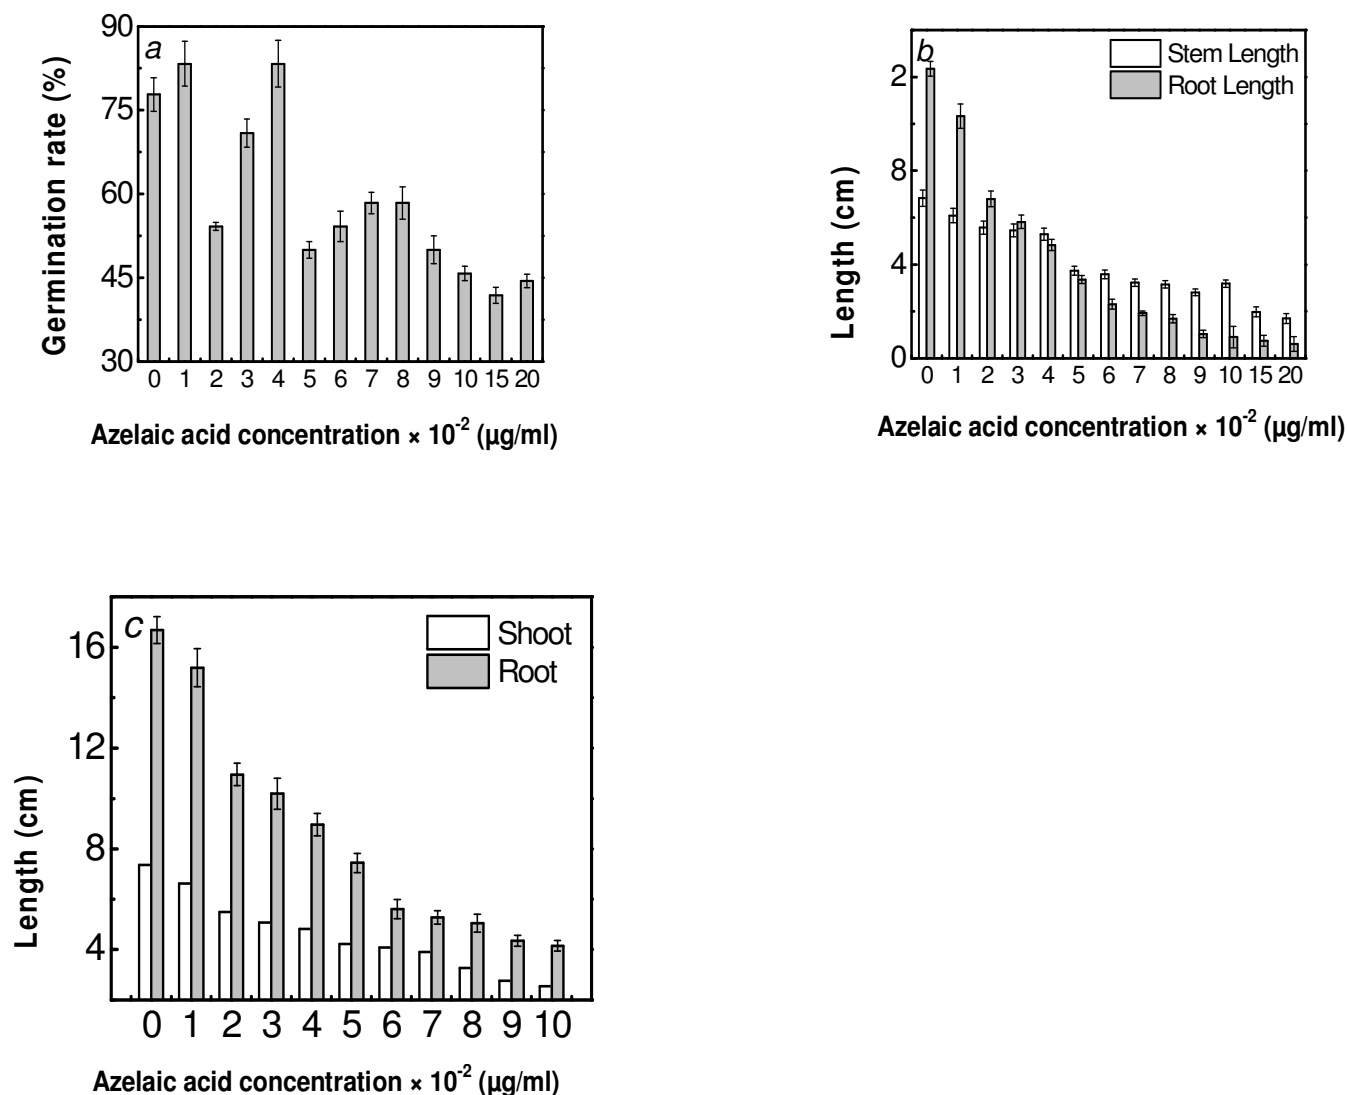 a
90
75
60
45
30
Germination rate (%)
0 1 2 3 4 5 6 7 8 9 10 15 20
Azelaic acid concentration × 10-2 (μg/ml)
b
Stem Length
Root Length
2
8
4
0
Length (cm)
0 1 2 3 4 5 6 7 8 9 10 15 20
Azelaic acid concentration × 10-2 (μg/ml)
c
Shoot
Root
16
12
8
4
Length (cm)
0 1 2 3 4 5 6 7 8 9 10
Azelaic acid concentration × 10-2 (μg/ml)